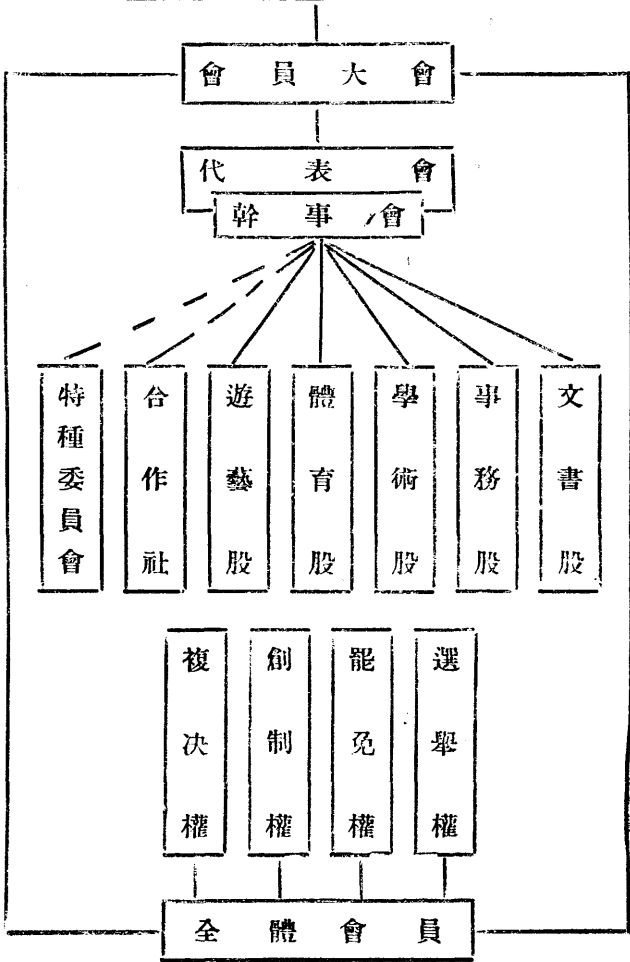 會員大會
代表會
幹事會
文書股
事務股
學術股
體育股
遊藝股
合作社
特種委員會
選舉權
罷免權
創制權
複决權
全體會員